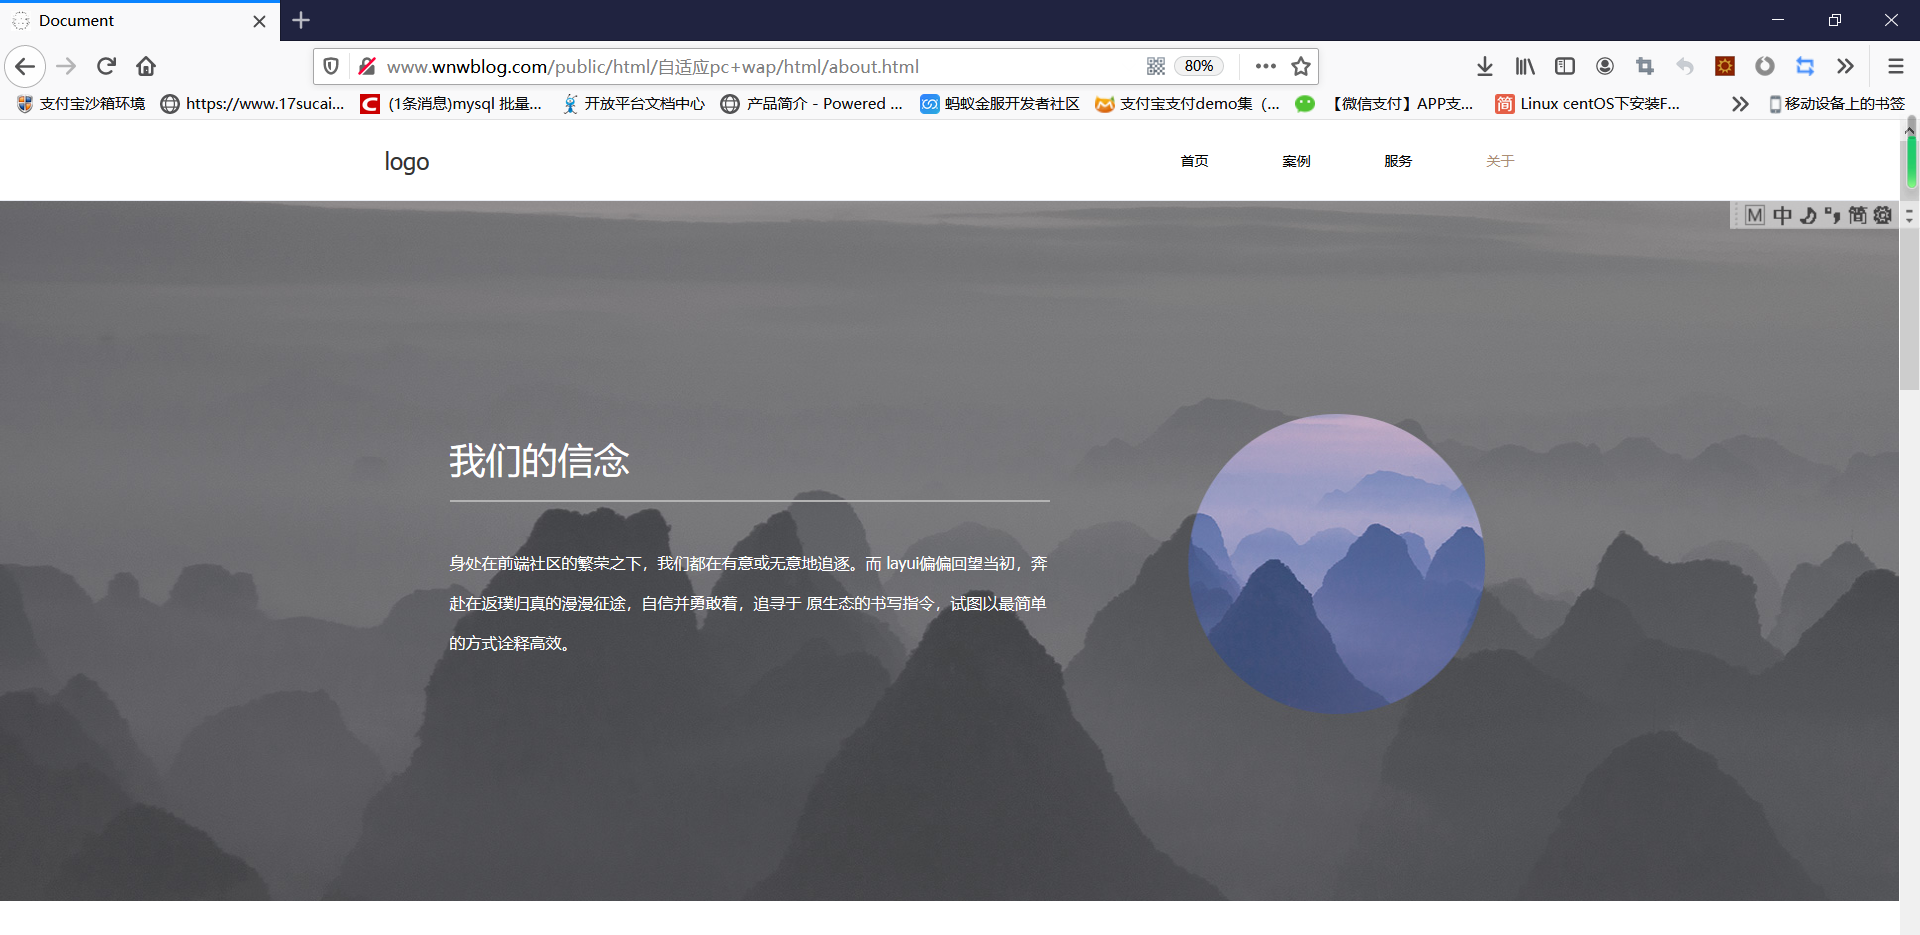 Document
www.wnwblog.com/public/html/自适应pc+wap/html/about.html
80%
支付宝沙箱环境
https://www.17sucai...
(1条消息)mysql 批量...
开放平台文档中心
产品简介 - Powered ...
蚂蚁金服开发者社区
支付宝支付demo集（...
【微信支付】APP支...
简
Linux centOS下安装F...
移动设备上的书签
logo
首页
案例
服务
关于
M 中 简
我们的信念
身处在前端社区的繁荣之下，我们都在有意或无意地追逐。而 layui偏偏回望当初，奔
赴在返璞归真的漫漫征途，自信并勇敢着，追寻于 原生态的书写指令，试图以最简单
的方式诠释高效。